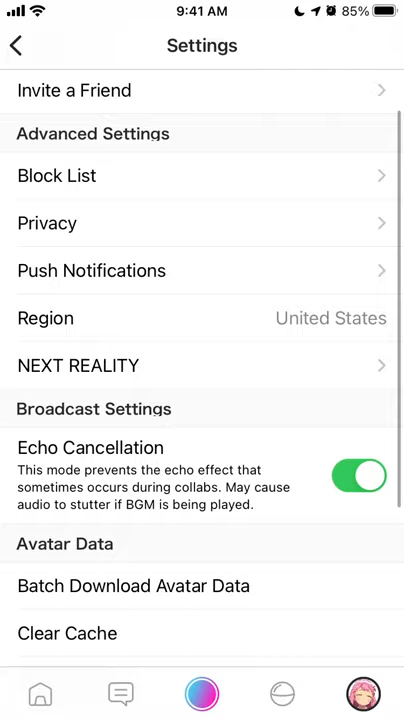 9:41 AM
85%
Settings
Invite a Friend
Advanced Settings
Block List
Privacy
Push Notifications
Region United States
NEXT REALITY
Broadcast Settings
Echo Cancellation
This mode prevents the echo effect that
sometimes occurs during collabs. May cause
audio to stutter if BGM is being played.
Avatar Data
Batch Download Avatar Data
Clear Cache